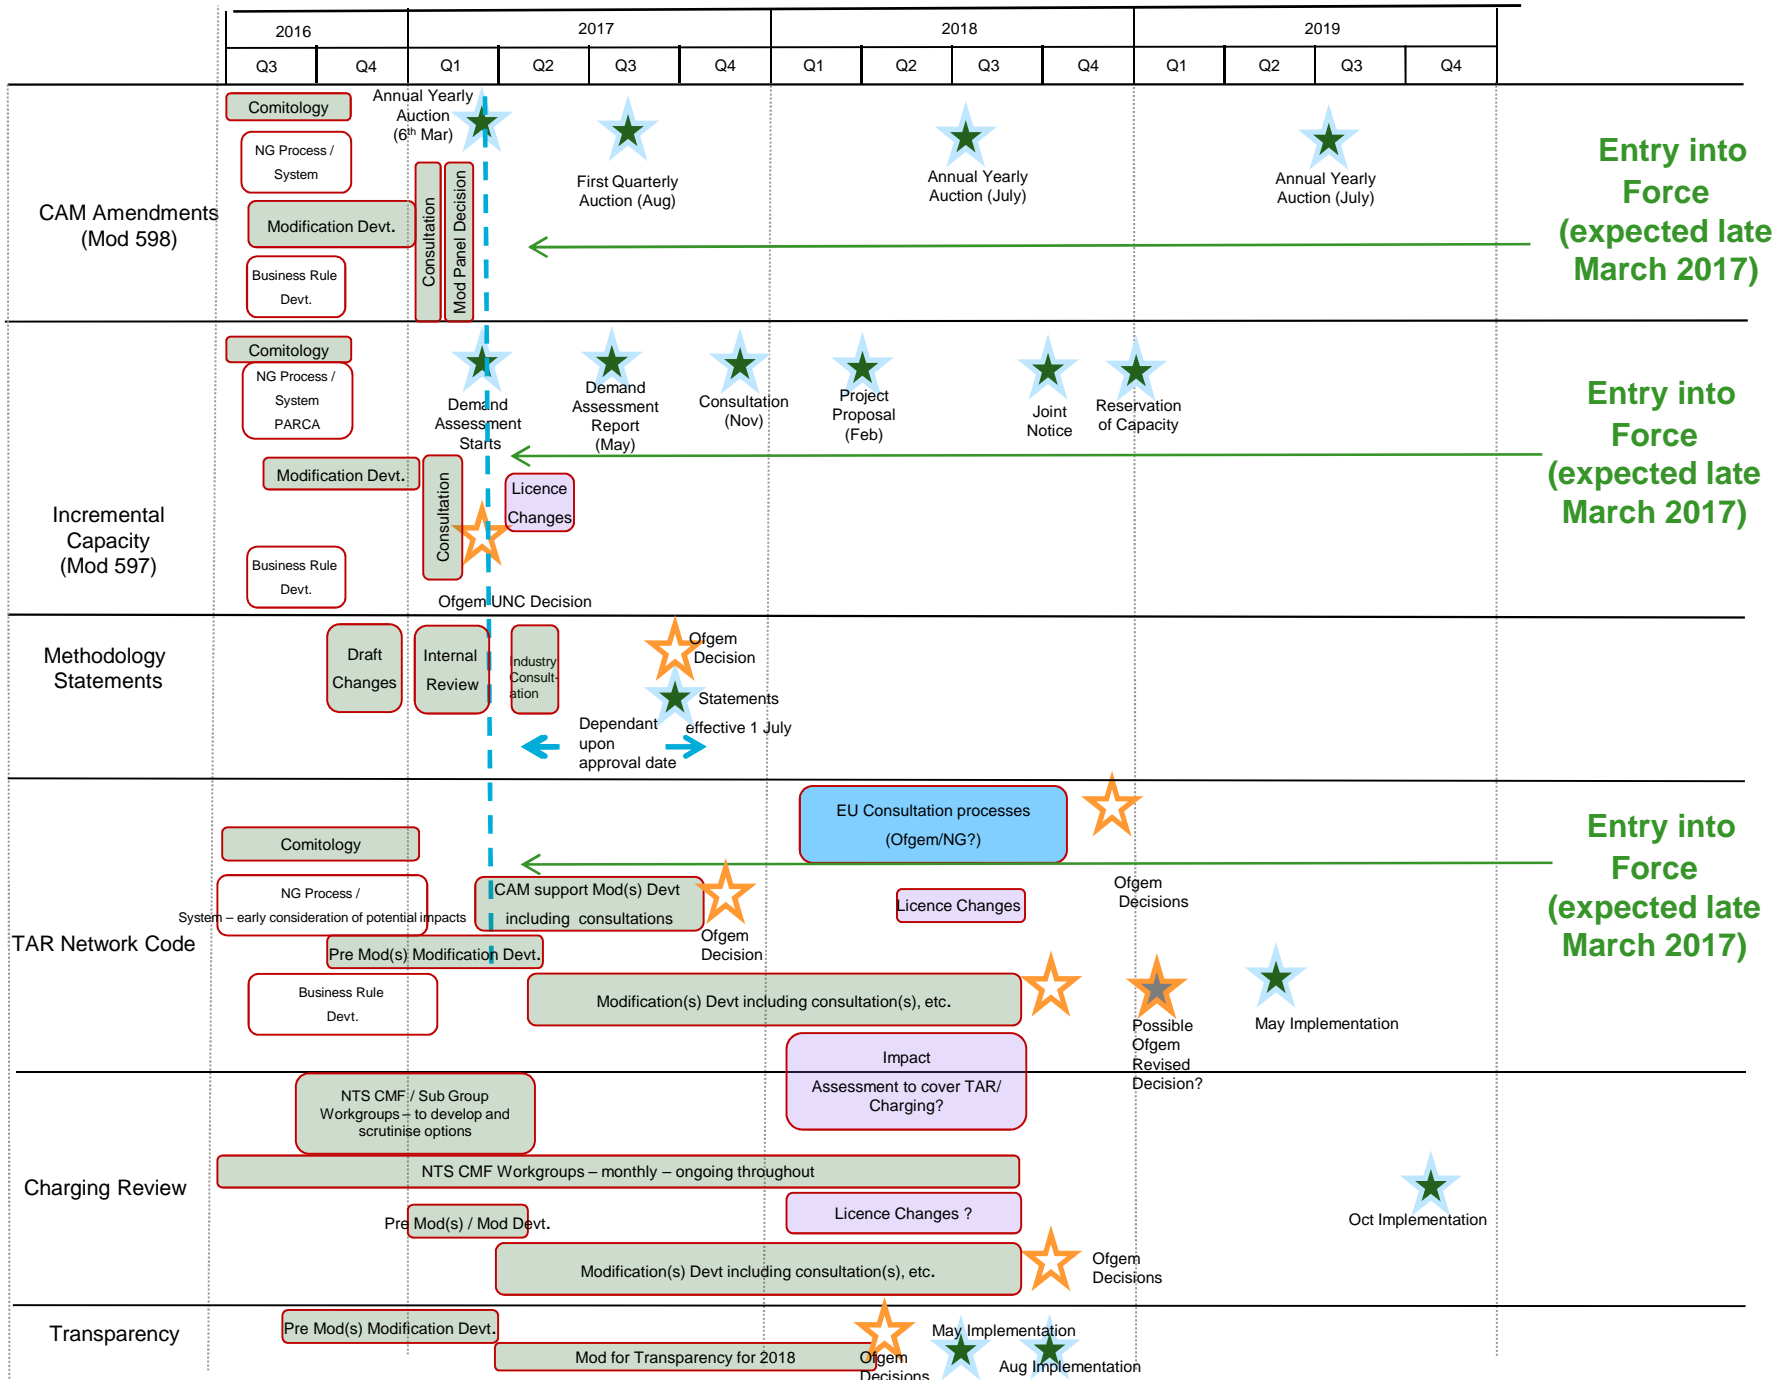 2016
2017
2018
2019
Q3
Q4
Q1
Q2
Q3
Q4
Q1
Q2
Q3
Q4
Q1
Q2
Q3
Q4
CAM Amendments
(Mod 598)
Comitology
NG Process /
System
Modification Devt.
Business Rule
Devt.
Annual Yearly
Auction
(6th Mar)
Consultation
Mod Panel Decision
First Quarterly
Auction (Aug)
Annual Yearly
Auction (July)
Annual Yearly
Auction (July)
Entry into
Force
(expected late
March 2017)
Incremental
Capacity
(Mod 597)
Comitology
NG Process /
System
PARCA
Modification Devt.
Business Rule
Devt.
Consultation
Demand
Assessment
Starts
Ofgem UNC Decision
Licence
Changes
Demand
Assessment
Report
(May)
Consultation
(Nov)
Project
Proposal
(Feb)
Joint
Notice
Reservation
of Capacity
Entry into
Force
(expected late
March 2017)
Methodology
Statements
Draft
Changes
Internal
Review
Industry
Consult-
ation
Ofgem
Decision
Statements
effective 1 July
Dependant
upon
approval date
TAR Network Code
Comitology
NG Process /
System – early consideration of potential impacts
Pre Mod(s) Modification Devt.
Business Rule
Devt.
CAM support Mod(s) Devt
including consultations
Ofgem
Decision
EU Consultation processes
(Ofgem/NG?)
Licence Changes
Ofgem
Decisions
Modification(s) Devt including consultation(s), etc.
Possible
Ofgem
Revised
Decision?
May Implementation
Entry into
Force
(expected late
March 2017)
Impact
Assessment to cover TAR/
Charging?
Charging Review
NTS CMF / Sub Group
Workgroups – to develop and
scrutinise options
NTS CMF Workgroups – monthly – ongoing throughout
Pre Mod(s) / Mod Devt.
Licence Changes ?
Modification(s) Devt including consultation(s), etc.
Ofgem
Decisions
Oct Implementation
Transparency
Pre Mod(s) Modification Devt.
Mod for Transparency for 2018
Ofgem
Decisions
May Implementation
Aug Implementation